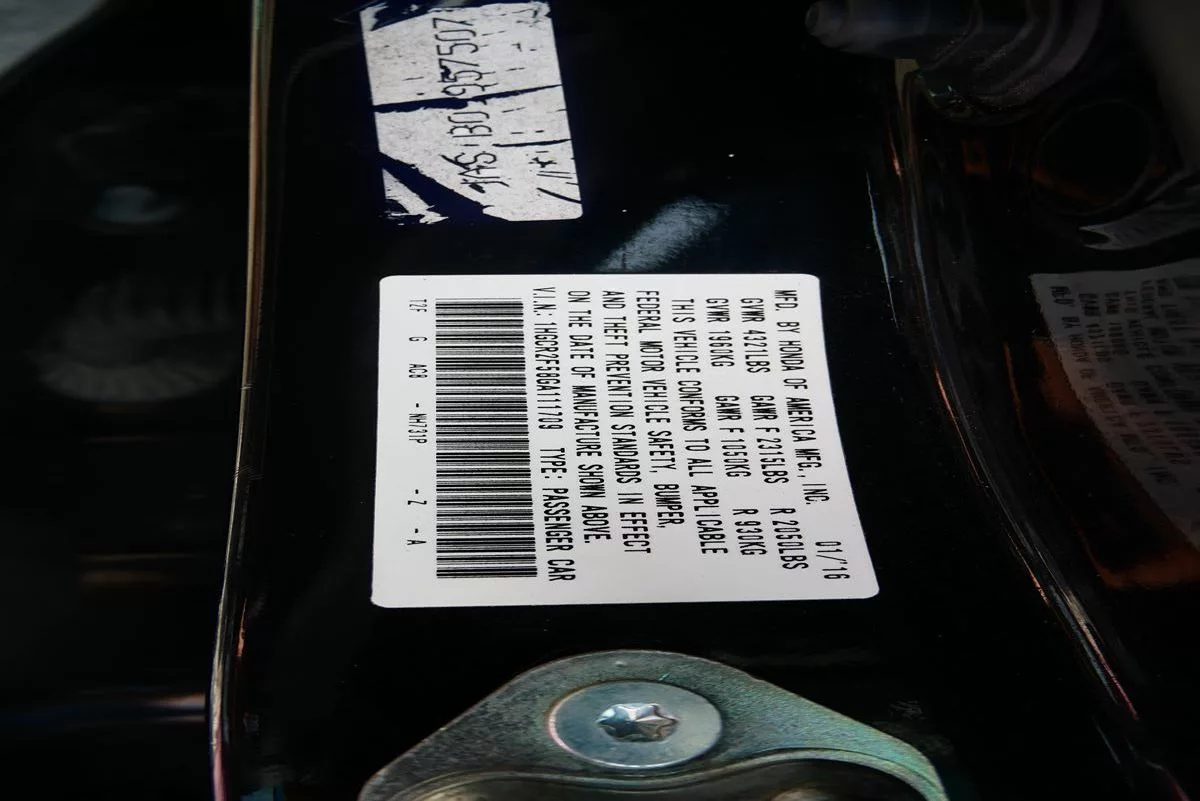 MFD. BY HONDA OF AMERICA MFG., INC. 01/'16
GVWR 4321LBS GAWR F 2315LBS R 2050LBS
GVWR 1960KG GAWR F 1050KG R 930KG
THIS VEHICLE CONFORMS TO ALL APPLICABLE
FEDERAL MOTOR VEHICLE SAFETY, BUMPER,
AND THEFT PREVENTION STANDARDS IN EFFECT
ON THE DATE OF MANUFACTURE SHOWN ABOVE.
V.I.N.: 1HGCR2F58GA117709 TYPE: PASSENGER CAR
T2F G AC8 -NH731P -Z -A